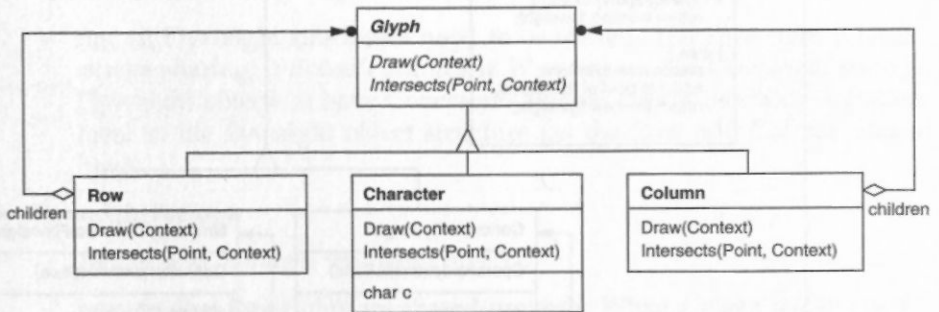 Glyph
Draw(Context)
Intersects(Point, Context)
Row
Draw(Context)
Intersects(Point, Context)
children
Character
Draw(Context)
Intersects(Point, Context)
char c
Column
Draw(Context)
Intersects(Point, Context)
children